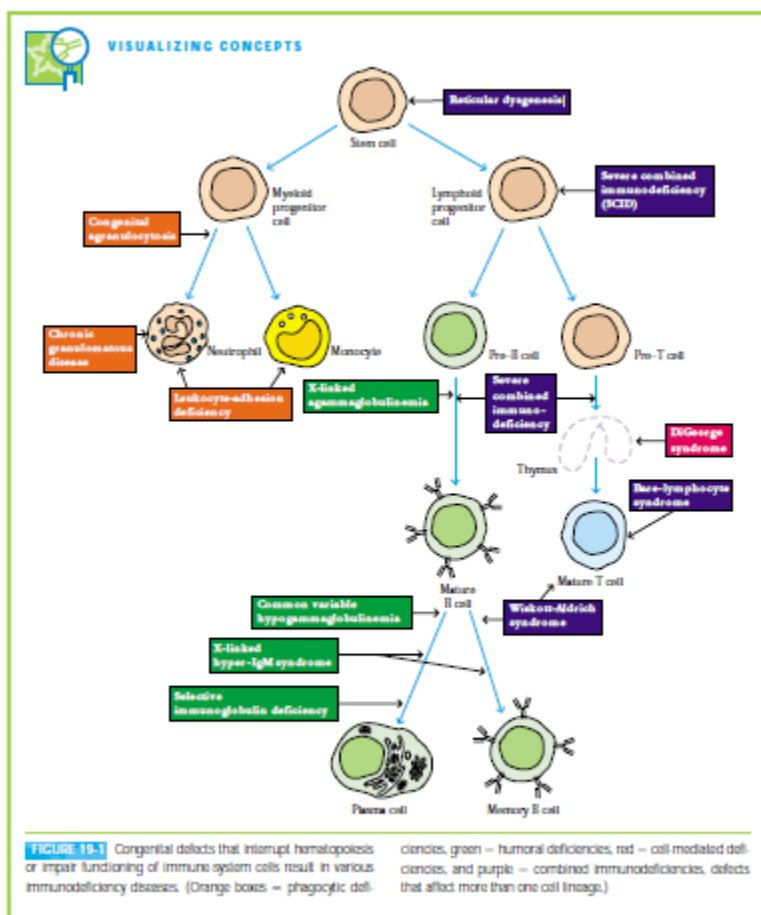 VISUALIZING CONCEPTS
Reticular dysgenesis
Stem cell
Myeloid
progenitor
cell
Lymphoid
progenitor
cell
Severe combined
immunodeficiency
(SCID)
Congenital
agranulocytosis
Chronic
granulomatous
disease
Neutrophil
Monocyte
Pre-B cell
Pre-T cell
Leukocyte-adhesion
deficiency
X-linked
agammaglobulinemia
Severe
combined
immuno-
deficiency
DiGeorge
syndrome
Thymus
Bare-lymphocyte
syndrome
Mature T cell
Mature
B cell
Common variable
hypogammaglobulinemia
Wiskott-Aldrich
syndrome
X-linked
hyper-IgM syndrome
Selective
immunoglobulin deficiency
Plasma cell
Memory B cell
FIGURE 19-1 Congenital defects that interrupt hematopoiesis
or impair functioning of immune-system cells result in various
immunodeficiency diseases. (Orange boxes = phagocytic defi-
ciencies, green = humoral deficiencies, red = cell-mediated defi-
ciencies, and purple = combined immunodeficiencies, defects
that affect more than one cell lineage.)